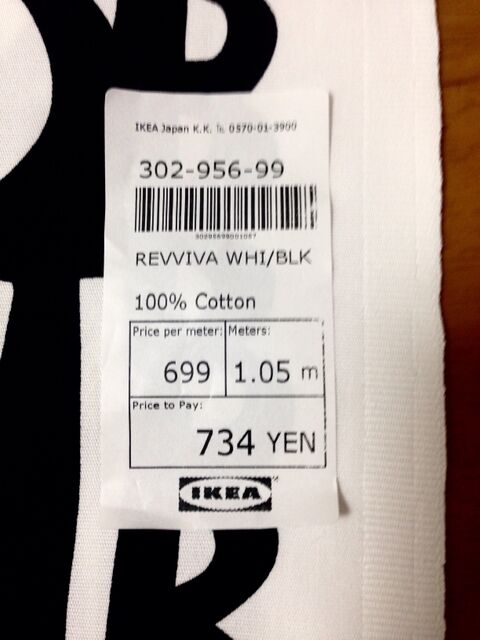 IKEA Japan K.K. TEL 0570-01-3900
302-956-99
REVVIVA WHI/BLK
100% Cotton
Price per meter: Meters:
699 1.05 m
Price to Pay:
734 YEN
IKEA